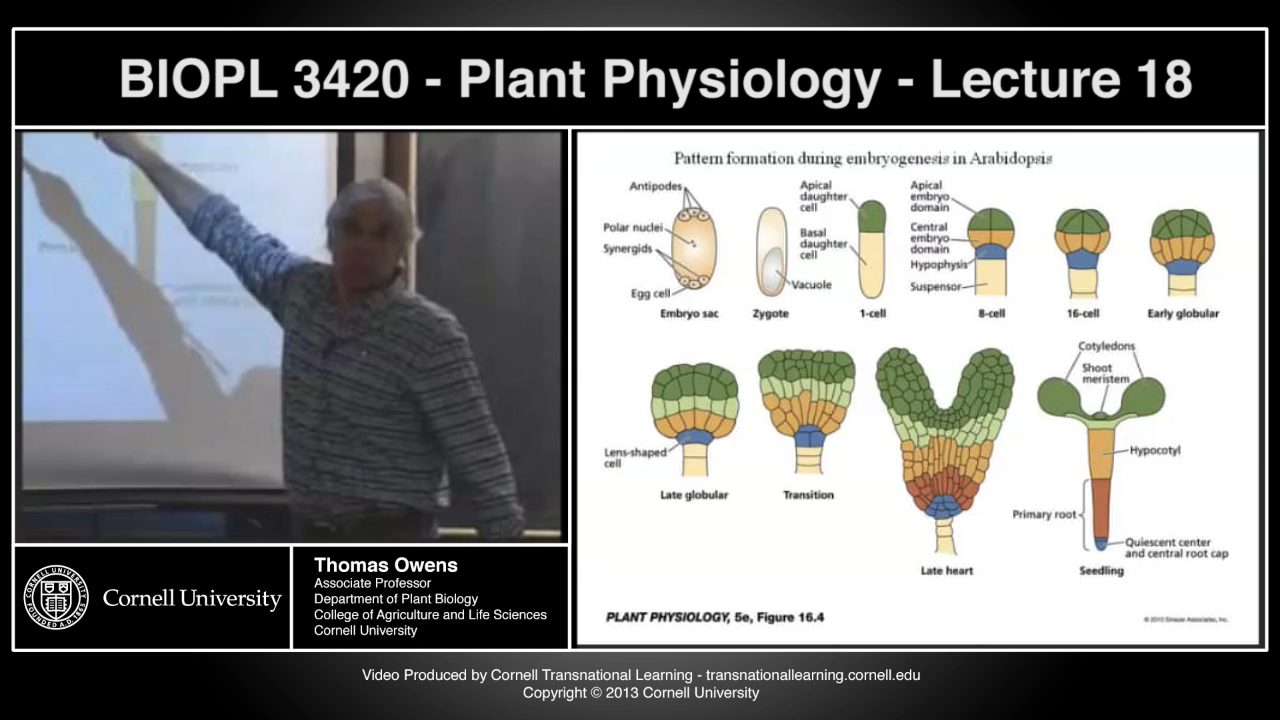 BIOPL 3420 - Plant Physiology - Lecture 18
Pattern formation during embryogenesis in Arabidopsis
Antipodes
Polar nuclei
Synergids
Egg cell
Embryo sac
Vacuole
Zygote
Apical
daughter
cell
Basal
daughter
cell
1-cell
Apical
embryo
domain
Central
embryo
domain
Hypophysis
Suspensor
8-cell
16-cell
Early globular
Lens-shaped
cell
Late globular
Transition
Late heart
Cotyledons
Shoot
meristem
Hypocotyl
Primary root
Quiescent center
and central root cap
Seedling
PLANT PHYSIOLOGY, 5e, Figure 16.4
© 2010 Sinauer Associates, Inc.
Cornell University
Thomas Owens
Associate Professor
Department of Plant Biology
College of Agriculture and Life Sciences
Cornell University
Video Produced by Cornell Transnational Learning - transnationallearning.cornell.edu
Copyright © 2013 Cornell University